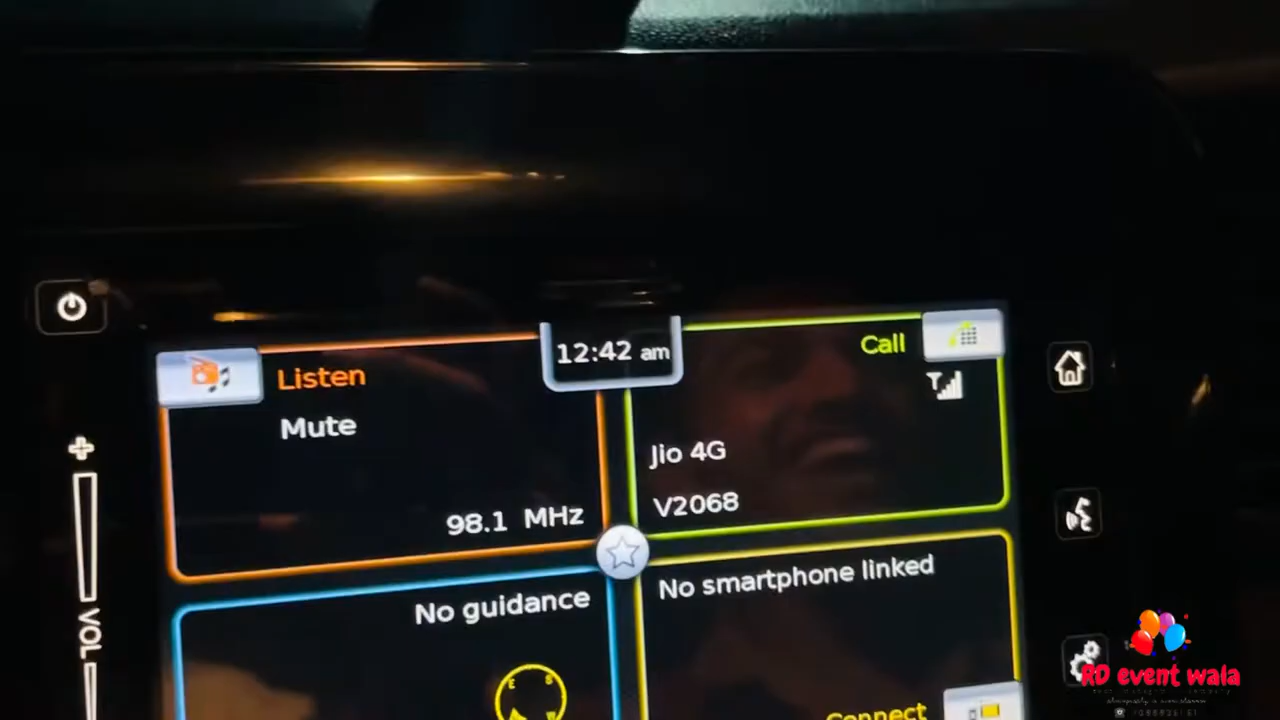 12:42 am
Listen
Mute
98.1 MHz
Call
Jio 4G
V2068
No guidance
No smartphone linked
Connect
VOL
RD event wala